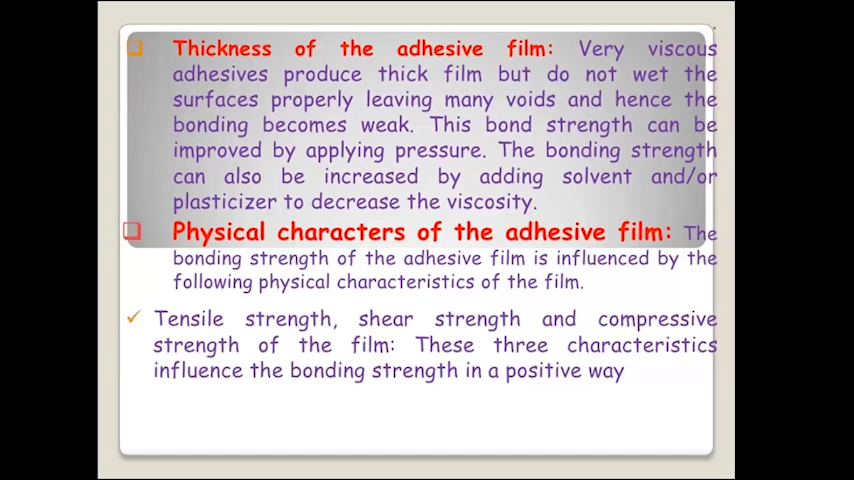 Thickness of the adhesive film: Very viscous
adhesives produce thick film but do not wet the
surfaces properly leaving many voids and hence the
bonding becomes weak. This bond strength can be
improved by applying pressure. The bonding strength
can also be increased by adding solvent and/or
plasticizer to decrease the viscosity.
Physical characters of the adhesive film: The
bonding strength of the adhesive film is influenced by the
following physical characteristics of the film.
Tensile strength, shear strength and compressive
strength of the film: These three characteristics
influence the bonding strength in a positive way